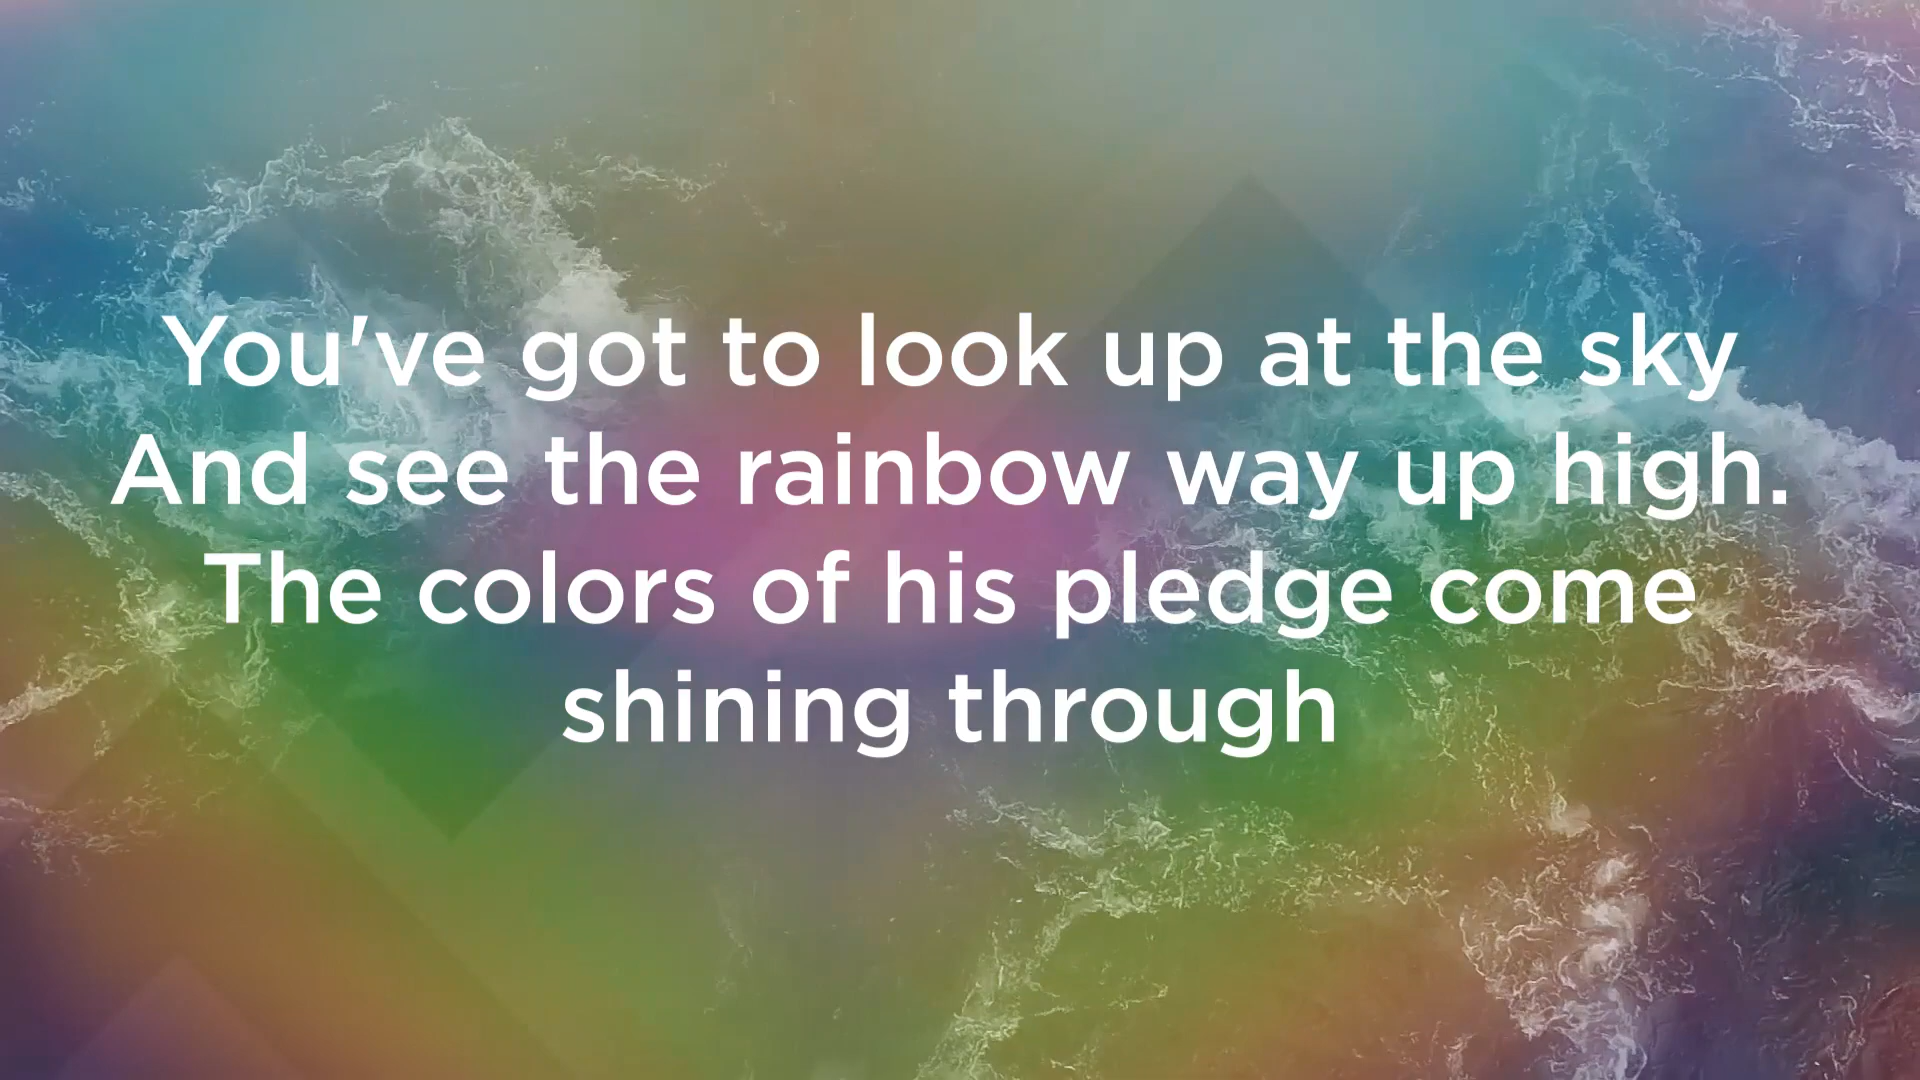 You've got to look up at the sky
And see the rainbow way up high.
The colors of his pledge come
shining through